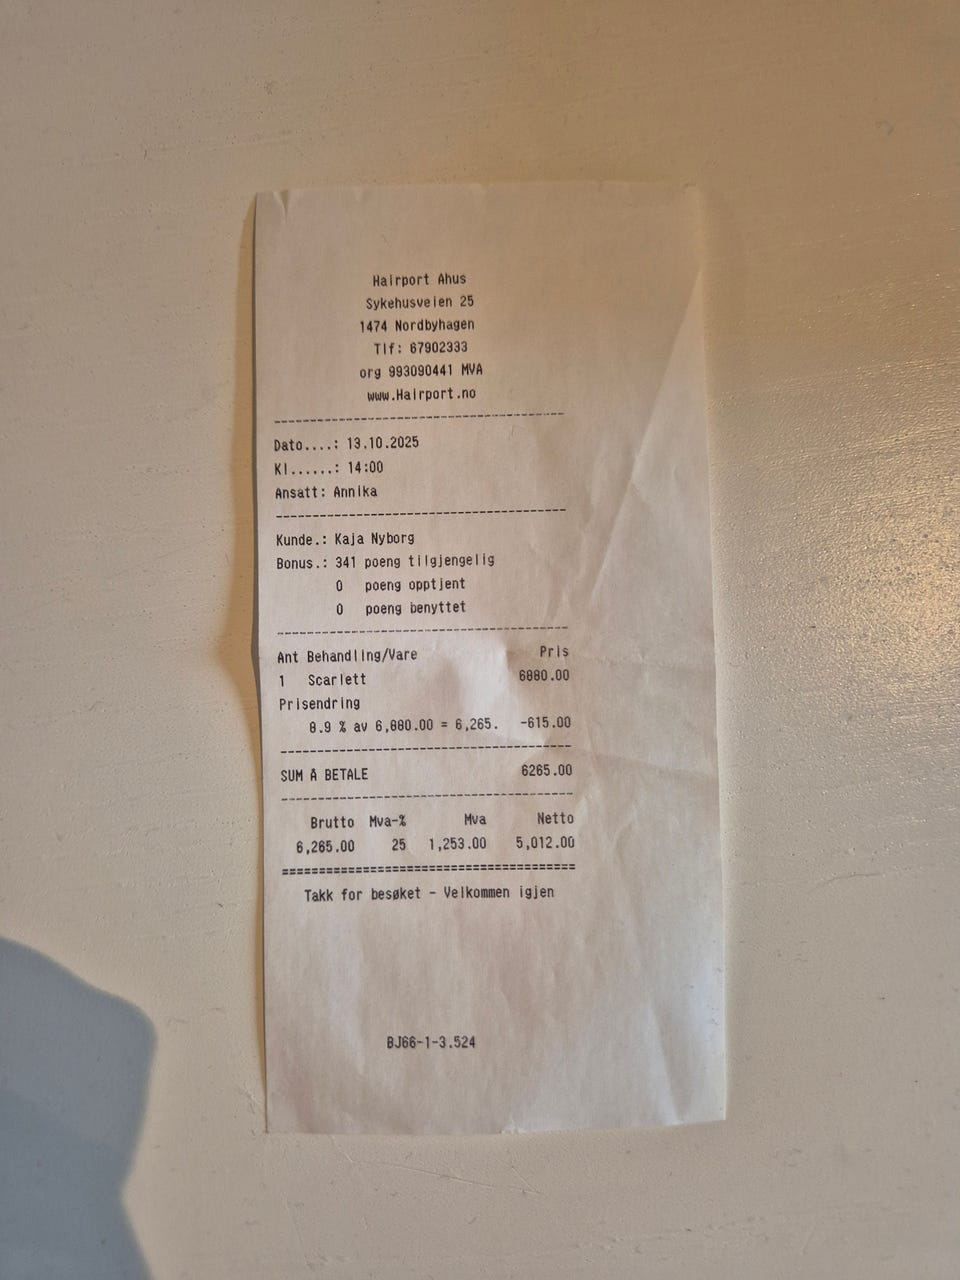 Hairport Ahus
Sykehusveien 25
1474 Nordbyhagen
Tlf: 67902333
org 993090441 MVA
www.Hairport.no
----------------------------------------
Dato....: 13.10.2025
Kl......: 14:00
Ansatt: Annika
----------------------------------------
Kunde.: Kaja Nyborg
Bonus.: 341 poeng tilgjengelig
0 poeng opptjent
0 poeng benyttet
----------------------------------------
Ant Behandling/Vare Pris
1 Scarlett 6880.00
Prisendring
8.9 % av 6,880.00 = 6,265. -615.00
----------------------------------------
SUM Å BETALE 6265.00
----------------------------------------
Brutto Mva-% Mva Netto
6,265.00 25 1,253.00 5,012.00
========================================
Takk for besøket - Velkommen igjen
BJ66-1-3.524